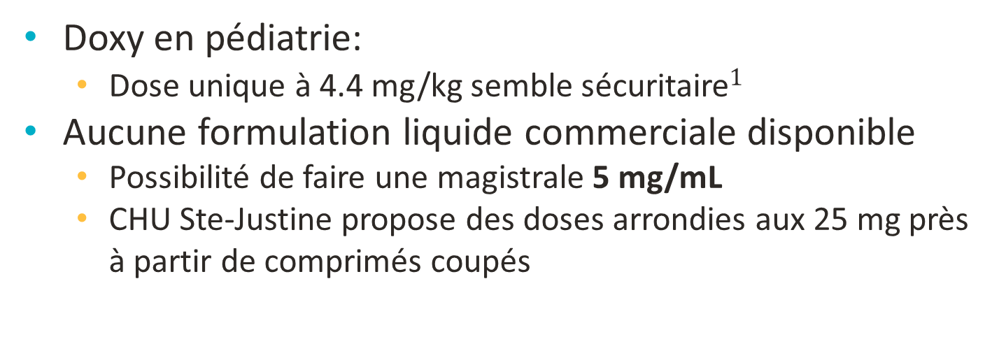 • Doxy en pédiatrie:
• Dose unique à 4.4 mg/kg semble sécuritaire¹
• Aucune formulation liquide commerciale disponible
• Possibilité de faire une magistrale 5 mg/mL
• CHU Ste-Justine propose des doses arrondies aux 25 mg près
à partir de comprimés coupés